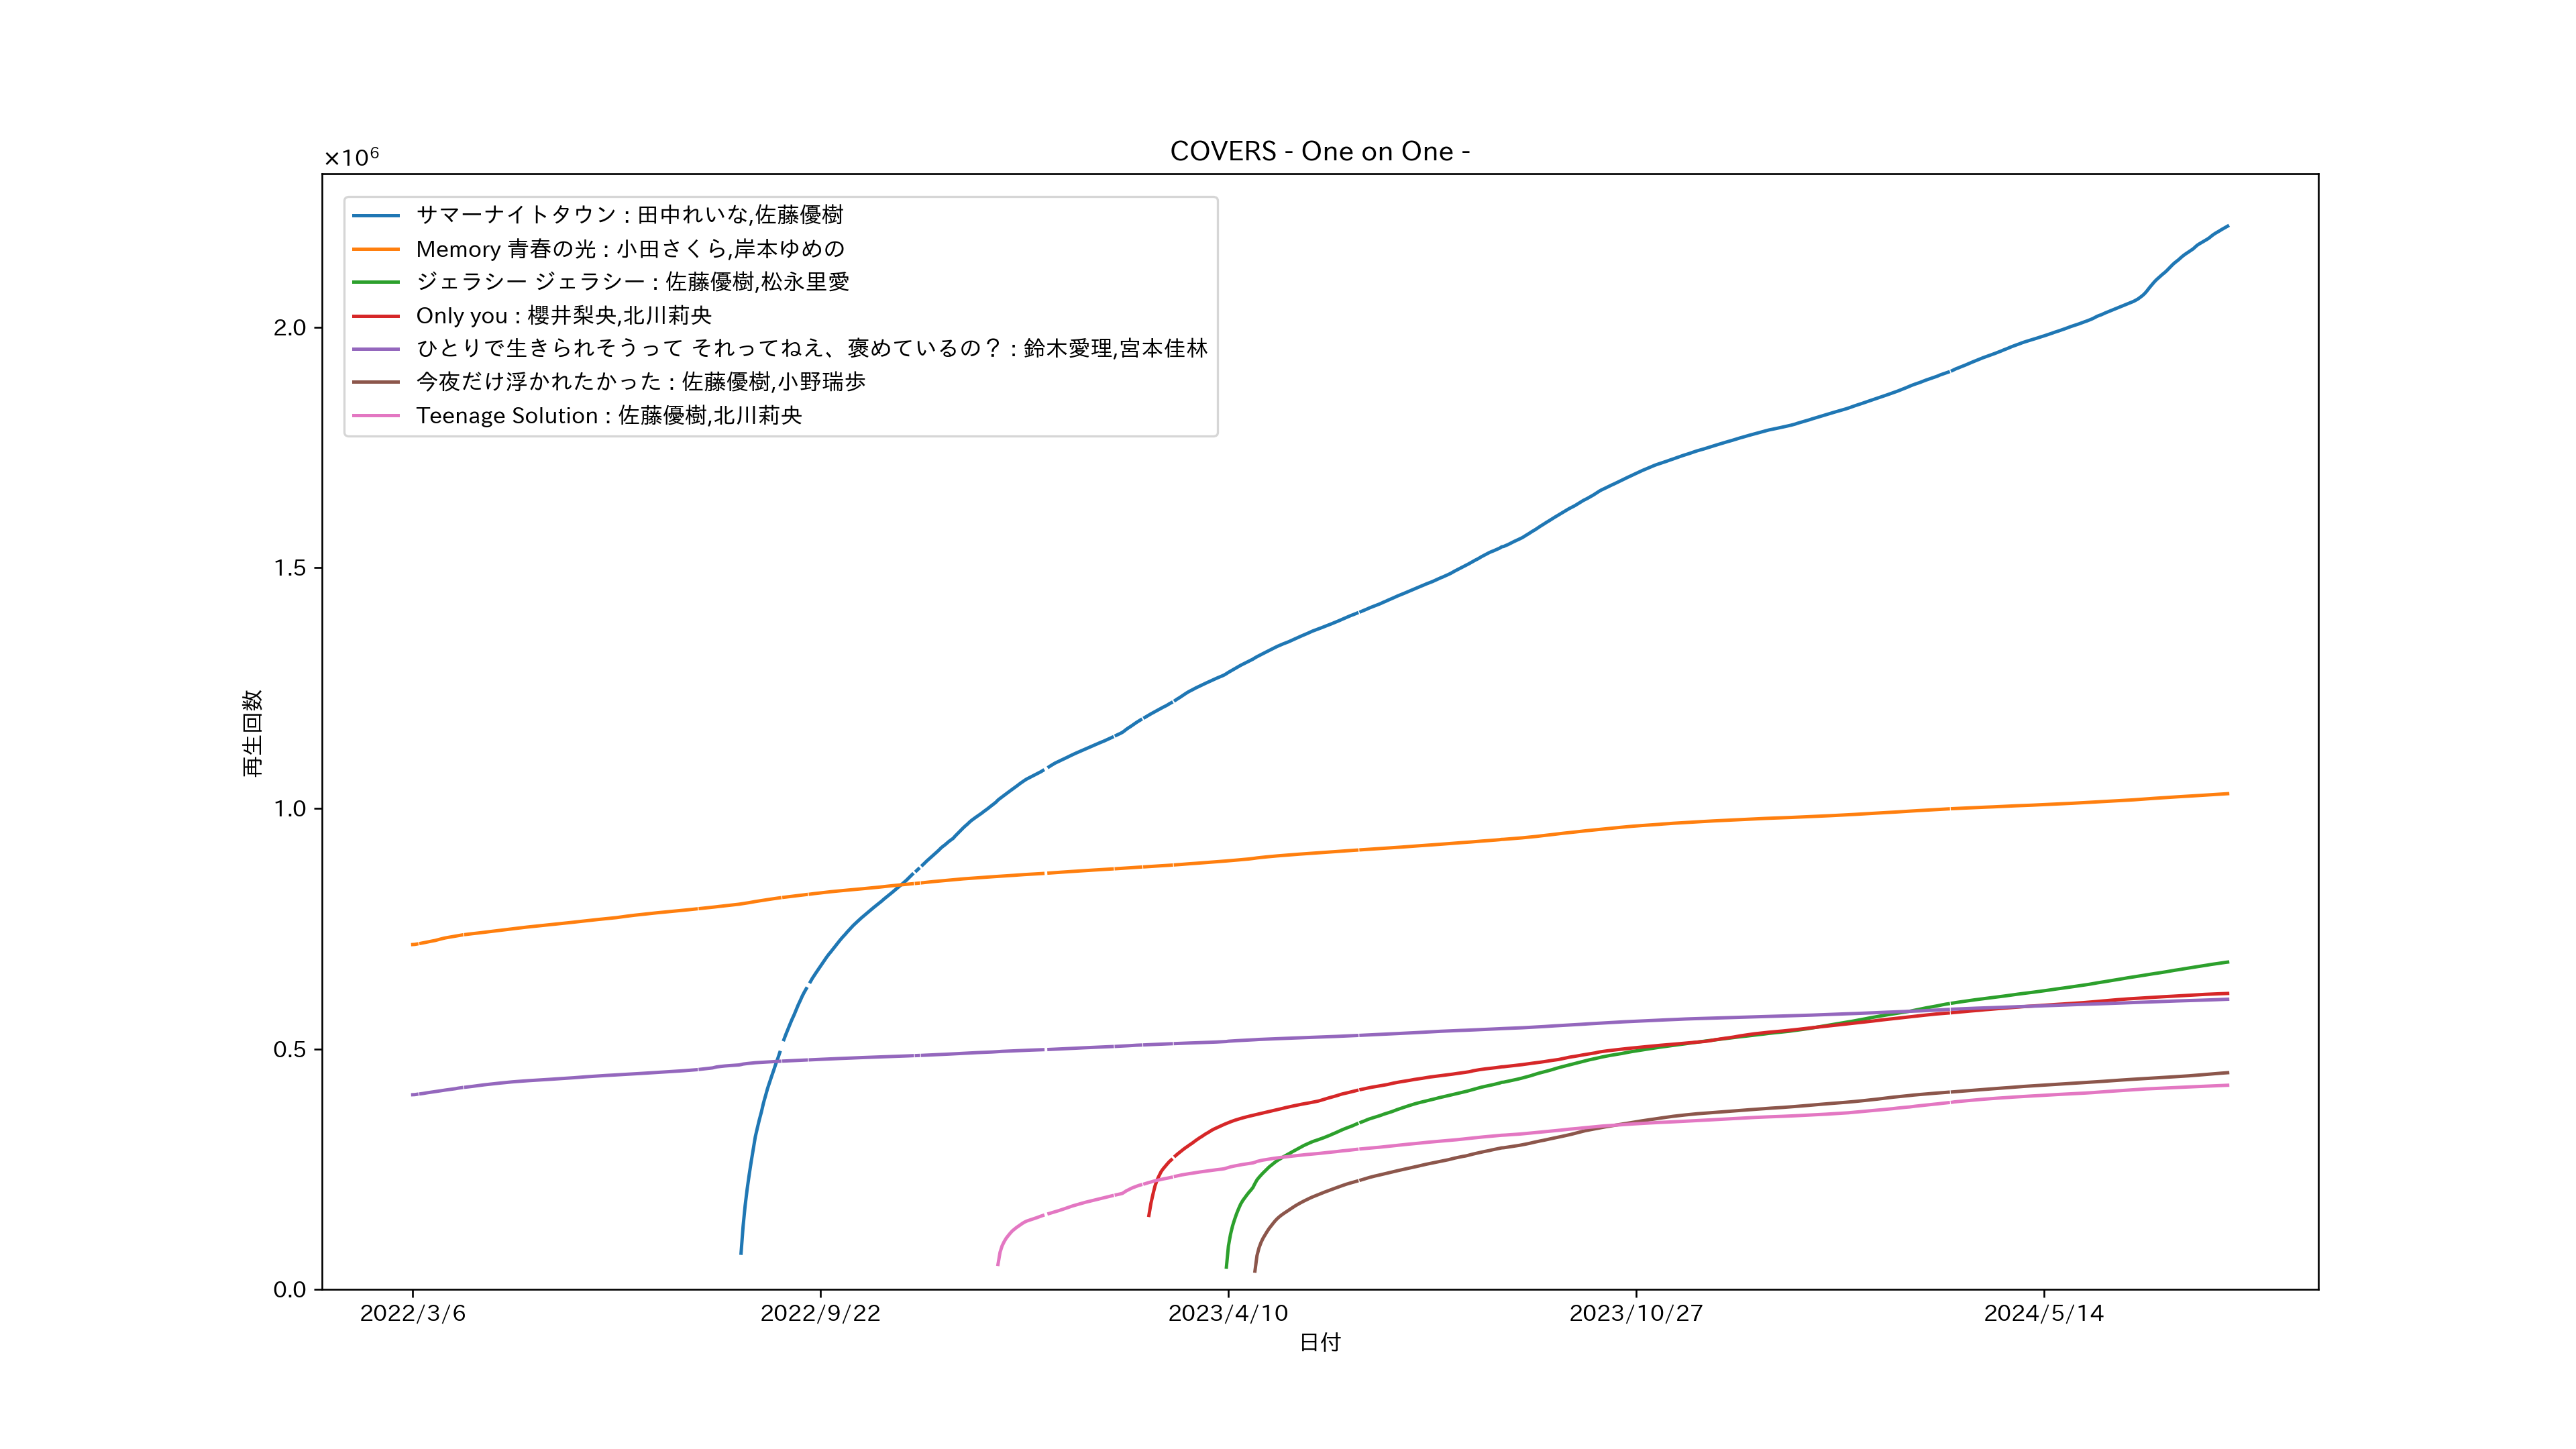 COVERS - One on One -
×10⁶
サマーナイトタウン : 田中れいな,佐藤優樹
Memory 青春の光 : 小田さくら,岸本ゆめの
ジェラシー ジェラシー : 佐藤優樹,松永里愛
Only you : 櫻井梨央,北川莉央
ひとりで生きられそうって それってねえ、褒めているの？ : 鈴木愛理,宮本佳林
今夜だけ浮かれたかった : 佐藤優樹,小野瑞歩
Teenage Solution : 佐藤優樹,北川莉央
2.0
1.5
1.0
0.5
0.0
再生回数
2022/3/6
2022/9/22
2023/4/10
2023/10/27
2024/5/14
日付